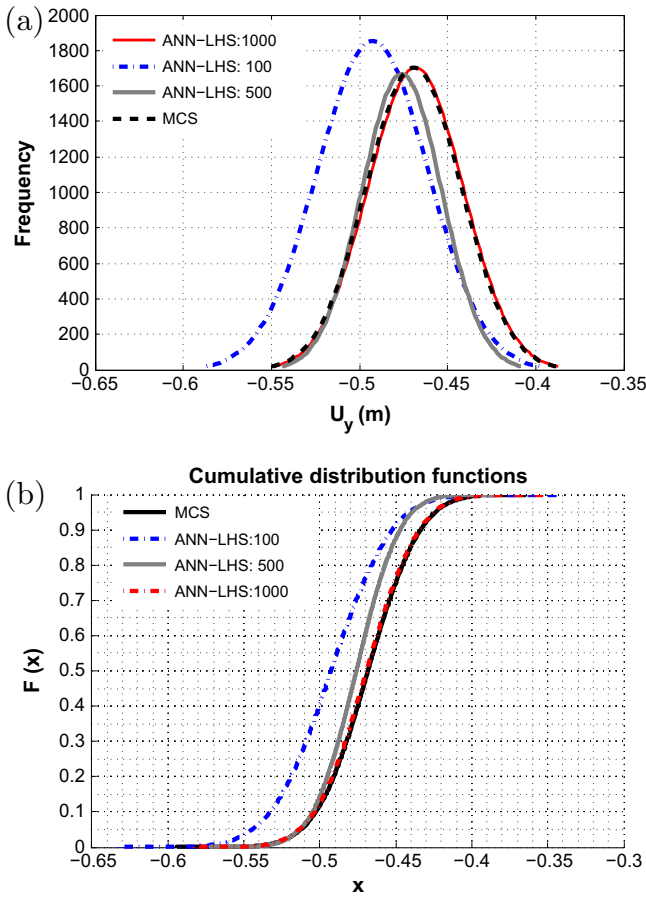 (a)
2000
1800
1600
1400
1200
1000
800
600
400
200
0
Frequency
ANN−LHS:1000
ANN−LHS: 100
ANN−LHS: 500
MCS
−0.65 −0.6 −0.55 −0.5 −0.45 −0.4 −0.35
U_y (m)
(b)
Cumulative distribution functions
1
0.9
0.8
0.7
0.6
0.5
0.4
0.3
0.2
0.1
0
F (x)
MCS
ANN−LHS:100
ANN−LHS: 500
ANN−LHS:1000
−0.65 −0.6 −0.55 −0.5 −0.45 −0.4 −0.35 −0.3
x